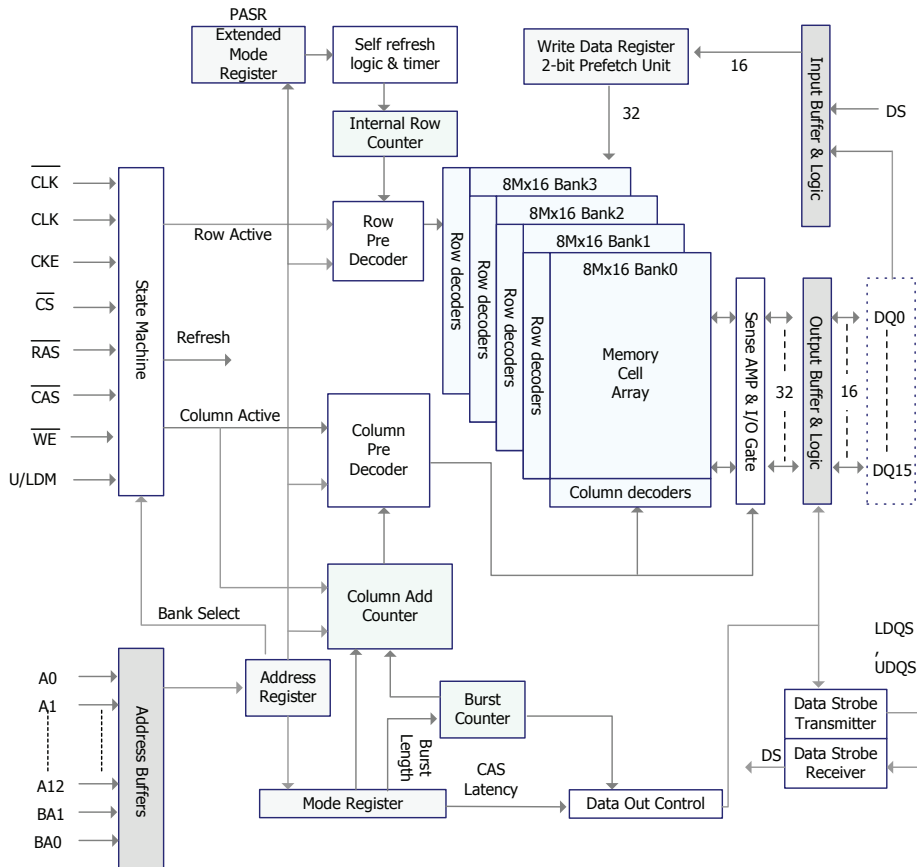 PASR
Extended
Mode
Register
Self refresh
logic & timer
Internal Row
Counter
Write Data Register
2-bit Prefetch Unit
16
32
Input Buffer & Logic
DS
CLK
CLK
CKE
CS
RAS
CAS
WE
U/LDM
State Machine
Row Active
Refresh
Column Active
Row
Pre
Decoder
Row decoders
Row decoders
Row decoders
Row decoders
8Mx16 Bank3
8Mx16 Bank2
8Mx16 Bank1
8Mx16 Bank0
Memory
Cell
Array
Column decoders
Sense AMP & I/O Gate
32
Output Buffer & Logic
16
DQ0
DQ15
Column
Pre
Decoder
Column Add
Counter
Bank Select
A0
A1
A12
BA1
BA0
Address Buffers
Address
Register
Burst
Counter
Burst
Length
CAS
Latency
Mode Register
Data Out Control
LDQS
,
UDQS
Data Strobe
Transmitter
Data Strobe
Receiver
DS